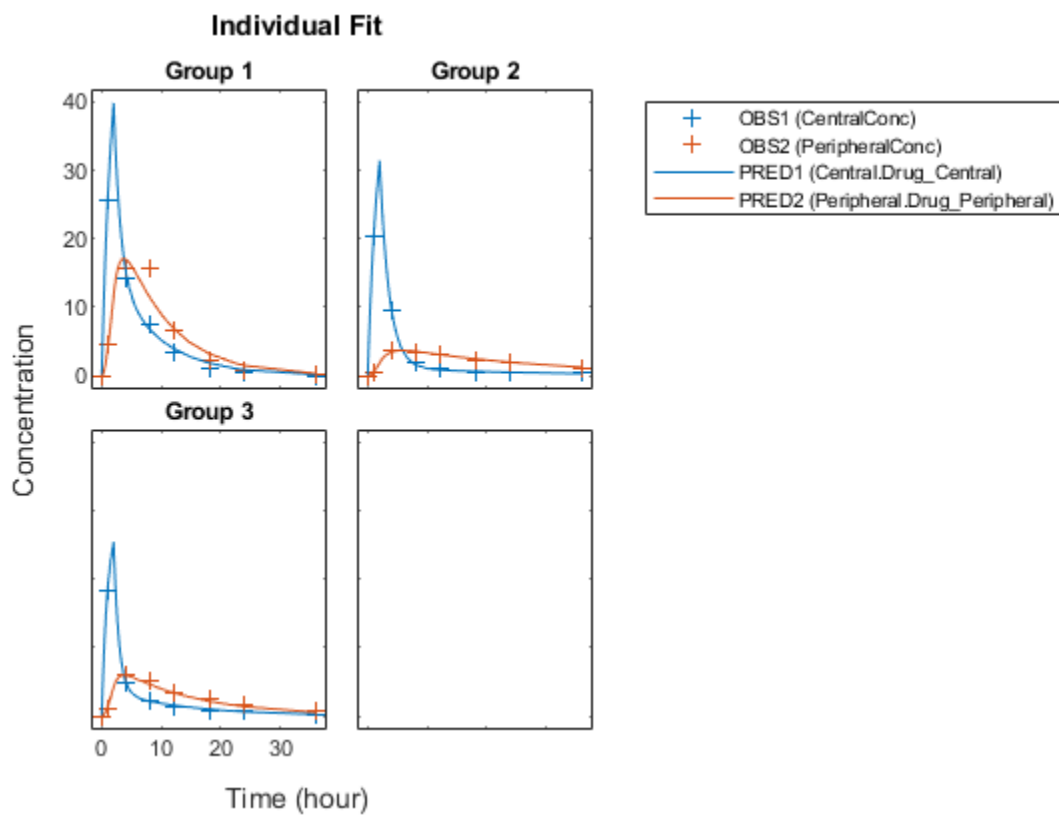 Individual Fit
Group 1
Group 2
OBS1 (CentralConc)
OBS2 (PeripheralConc)
PRED1 (Central.Drug_Central)
PRED2 (Peripheral.Drug_Peripheral)
40
30
20
10
0
Group 3
Concentration
0 10 20 30
Time (hour)